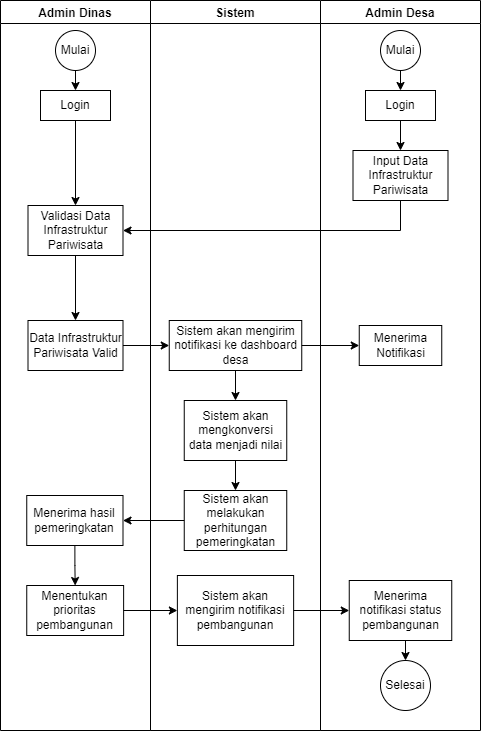 Admin Dinas
Sistem
Admin Desa
Mulai
Mulai
Login
Login
Input Data
Infrastruktur
Pariwisata
Validasi Data
Infrastruktur
Pariwisata
Data Infrastruktur
Pariwisata Valid
Sistem akan mengirim
notifikasi ke dashboard
desa
Menerima
Notifikasi
Sistem akan
mengkonversi
data menjadi nilai
Menerima hasil
pemeringkatan
Sistem akan
melakukan
perhitungan
pemeringkatan
Menentukan
prioritas
pembangunan
Sistem akan
mengirim notifikasi
pembangunan
Menerima
notifikasi status
pembangunan
Selesai